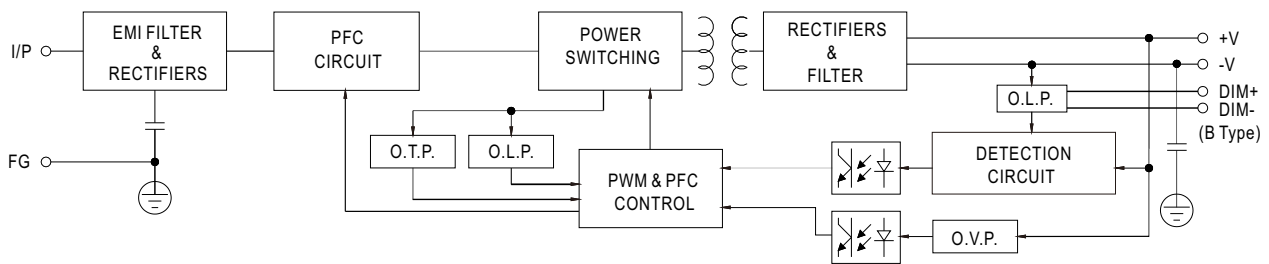 I/P
EMI FILTER
&
RECTIFIERS
PFC
CIRCUIT
POWER
SWITCHING
RECTIFIERS
&
FILTER
+V
-V
DIM+
DIM-
(B Type)
O.L.P.
FG
O.T.P.
O.L.P.
PWM & PFC
CONTROL
DETECTION
CIRCUIT
O.V.P.